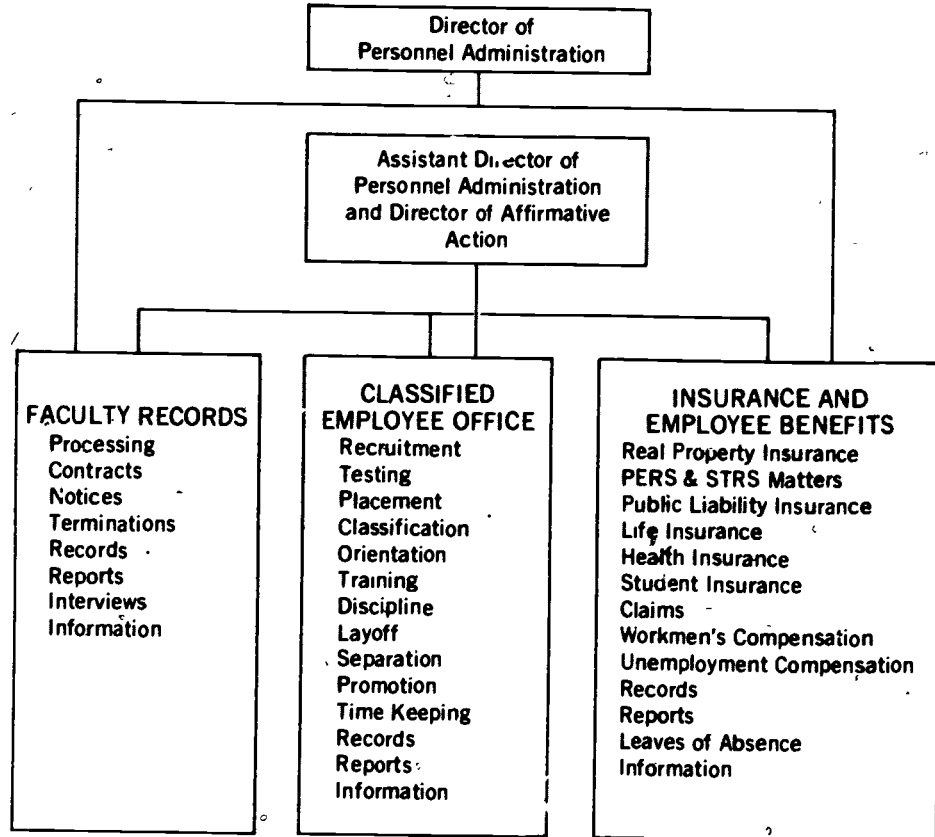 Director of
Personnel Administration
Assistant Director of
Personnel Administration
and Director of Affirmative
Action
FACULTY RECORDS
Processing
Contracts
Notices
Terminations
Records
Reports
Interviews
Information
CLASSIFIED
EMPLOYEE OFFICE
Recruitment
Testing
Placement
Classification
Orientation
Training
Discipline
Layoff
Separation
Promotion
Time Keeping
Records
Reports
Information
INSURANCE AND
EMPLOYEE BENEFITS
Real Property Insurance
PERS & STRS Matters
Public Liability Insurance
Life Insurance
Health Insurance
Student Insurance
Claims
Workmen's Compensation
Unemployment Compensation
Records
Reports
Leaves of Absence
Information